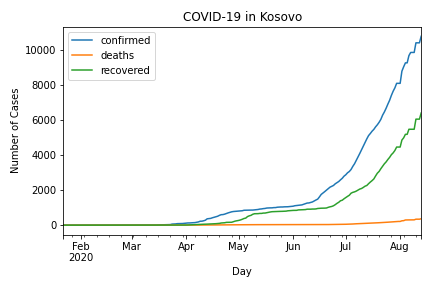 COVID-19 in Kosovo
confirmed
deaths
recovered
Number of Cases
10000
8000
6000
4000
2000
0
Feb Mar Apr May Jun Jul Aug
2020
Day